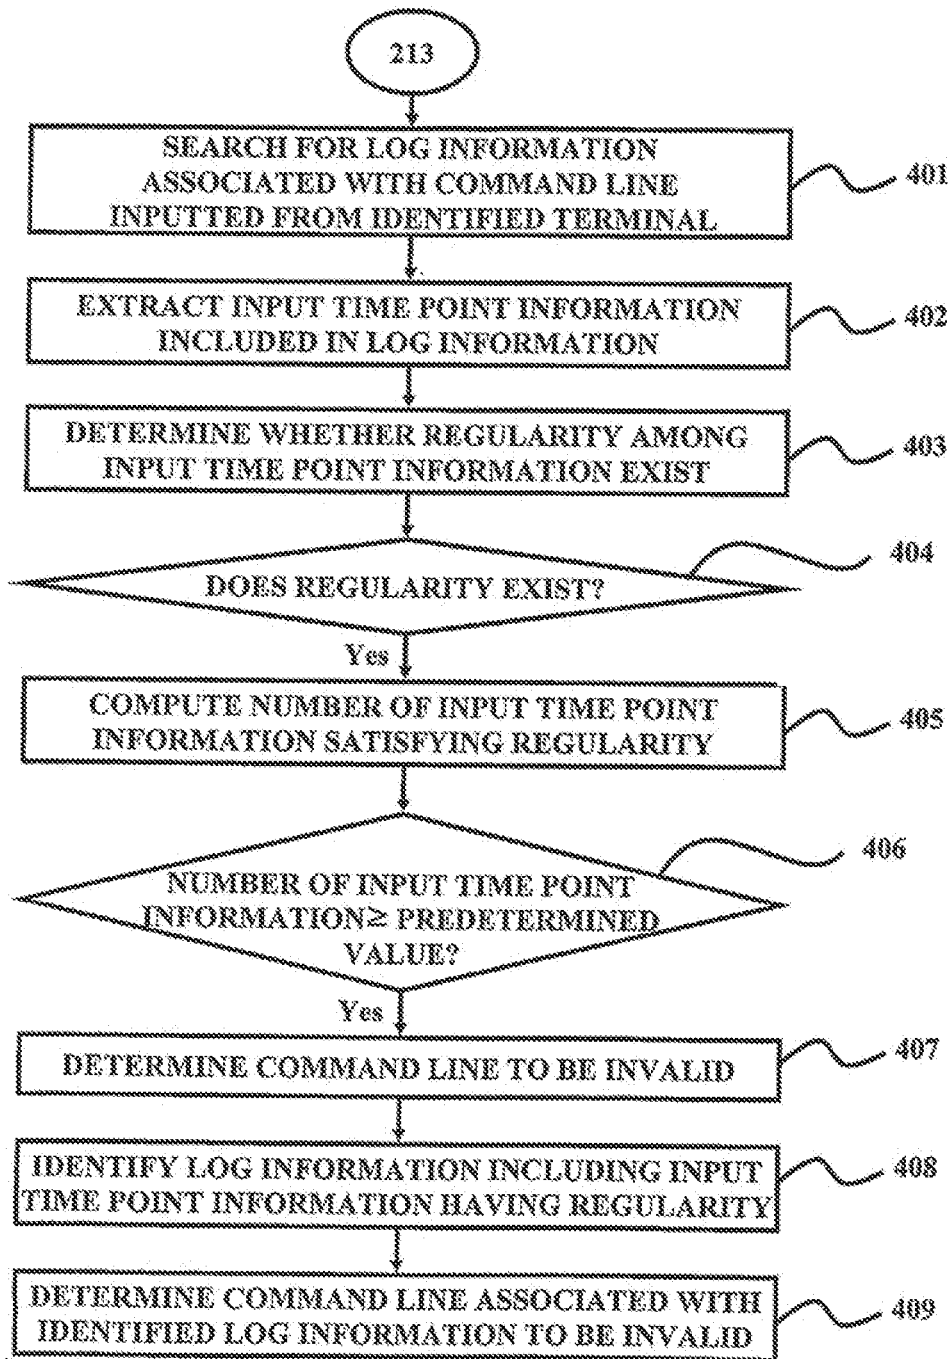 213
SEARCH FOR LOG INFORMATION
ASSOCIATED WITH COMMAND LINE
INPUTTED FROM IDENTIFIED TERMINAL
401
EXTRACT INPUT TIME POINT INFORMATION
INCLUDED IN LOG INFORMATION
402
DETERMINE WHETHER REGULARITY AMONG
INPUT TIME POINT INFORMATION EXIST
403
DOES REGULARITY EXIST?
404
Yes
COMPUTE NUMBER OF INPUT TIME POINT
INFORMATION SATISFYING REGULARITY
405
NUMBER OF INPUT TIME POINT
INFORMATION≥ PREDETERMINED
VALUE?
406
Yes
DETERMINE COMMAND LINE TO BE INVALID
407
IDENTIFY LOG INFORMATION INCLUDING INPUT
TIME POINT INFORMATION HAVING REGULARITY
408
DETERMINE COMMAND LINE ASSOCIATED WITH
IDENTIFIED LOG INFORMATION TO BE INVALID
409